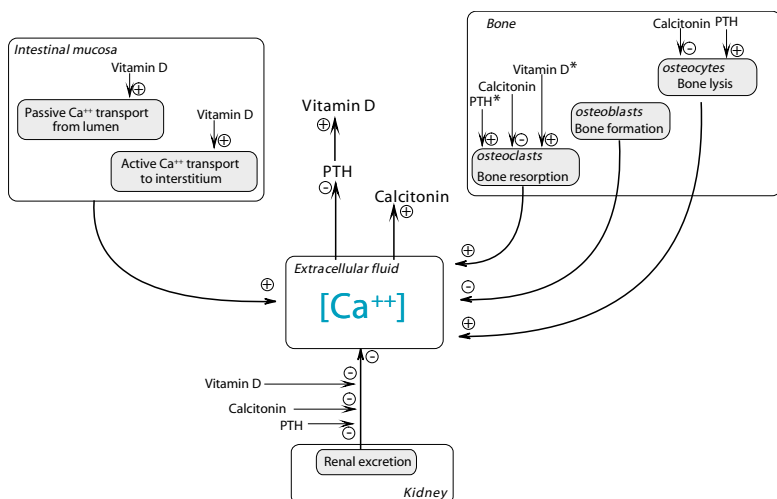 Intestinal mucosa
Vitamin D
+
Passive Ca⁺⁺ transport
from lumen
Vitamin D
+
Active Ca⁺⁺ transport
to interstitium
+
Vitamin D
+
PTH
-
Calcitonin
+
Bone
Calcitonin
PTH
-
+
osteocytes
Bone lysis
Vitamin D*
Calcitonin
PTH*
+
-
+
osteoclasts
Bone resorption
osteoblasts
Bone formation
+
-
+
Extracellular fluid
[Ca⁺⁺]
-
Vitamin D
-
Calcitonin
-
PTH
-
Renal excretion
Kidney